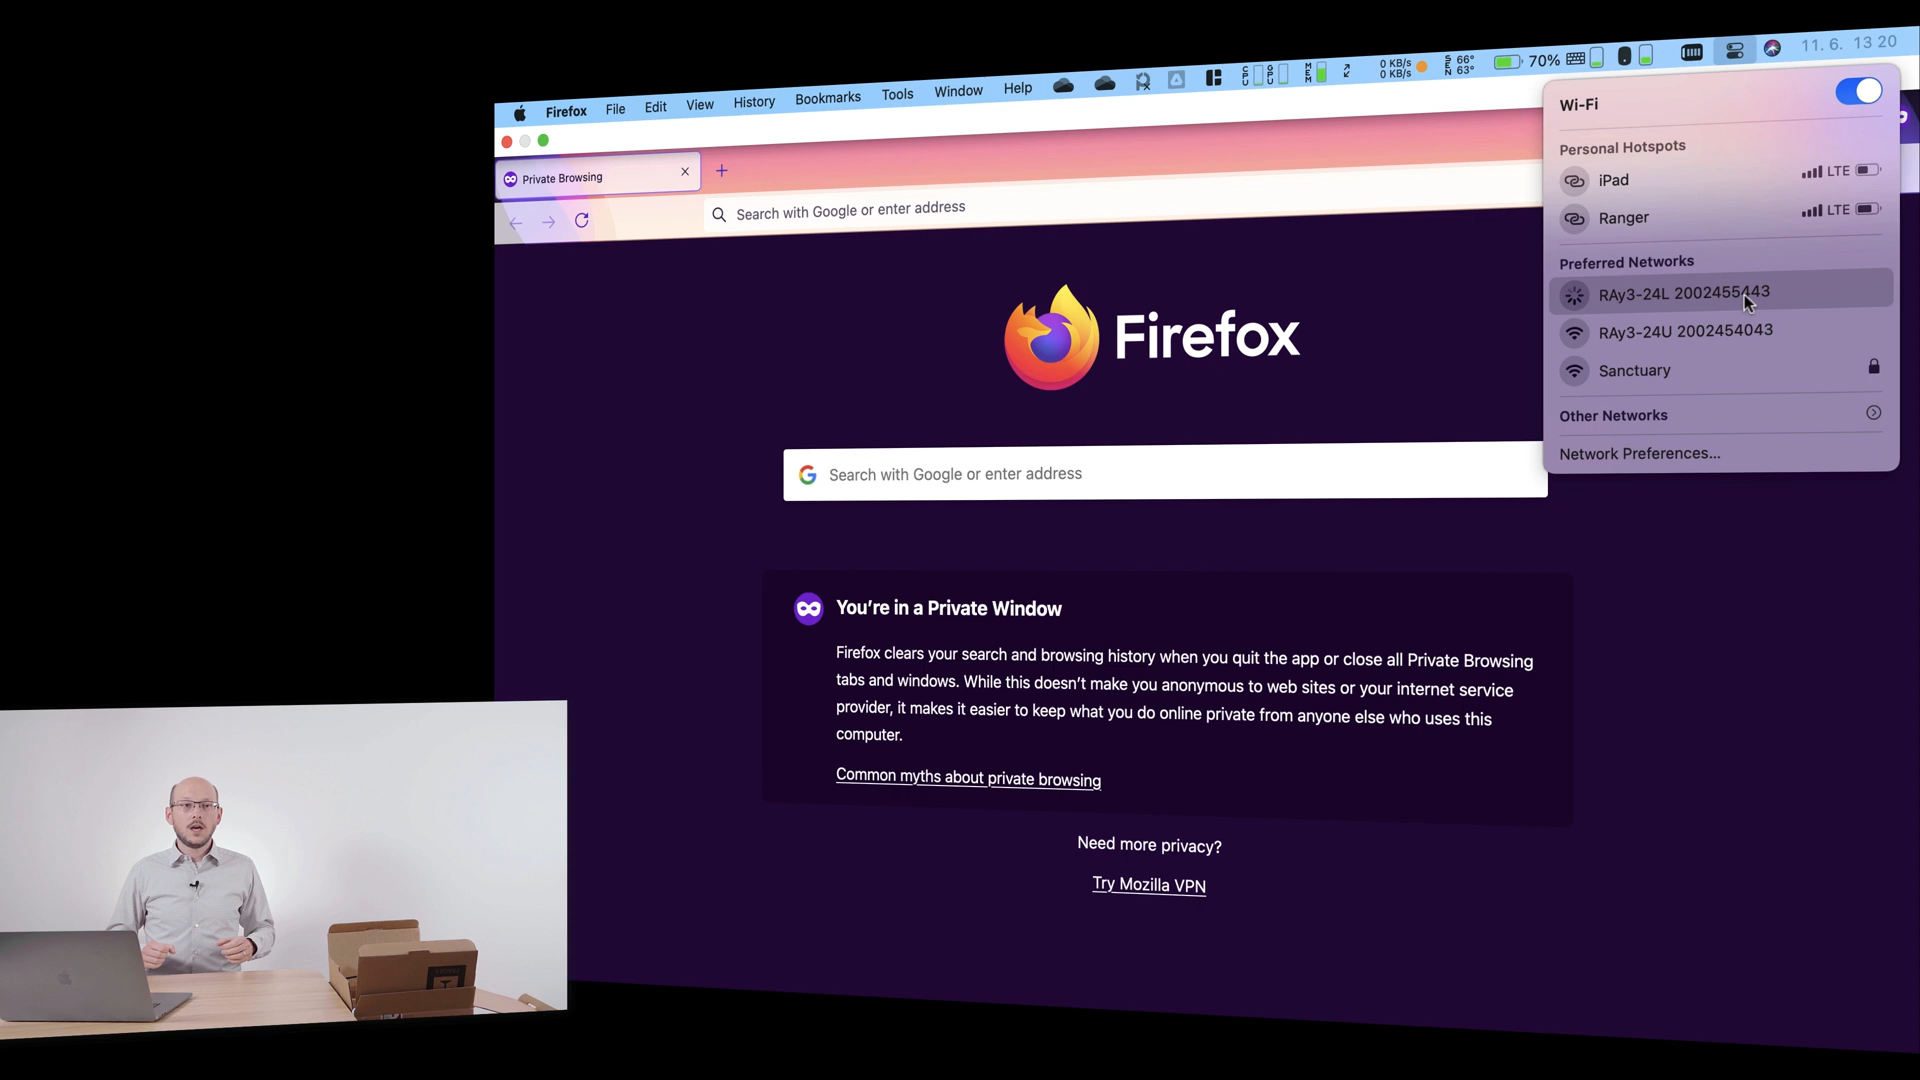 Firefox File Edit View History Bookmarks Tools Window Help CPU GPU MEM 0 KB/s 0 KB/s SEN 66° 63° 70% 11. 6. 13 20
Private Browsing
Search with Google or enter address
Wi-Fi
Personal Hotspots
iPad LTE
Ranger LTE
Preferred Networks
RAy3-24L 2002455443
RAy3-24U 2002454043
Sanctuary
Other Networks
Network Preferences...
Firefox
Search with Google or enter address
You're in a Private Window
Firefox clears your search and browsing history when you quit the app or close all Private Browsing
tabs and windows. While this doesn't make you anonymous to web sites or your internet service
provider, it makes it easier to keep what you do online private from anyone else who uses this
computer.
Common myths about private browsing
Need more privacy?
Try Mozilla VPN